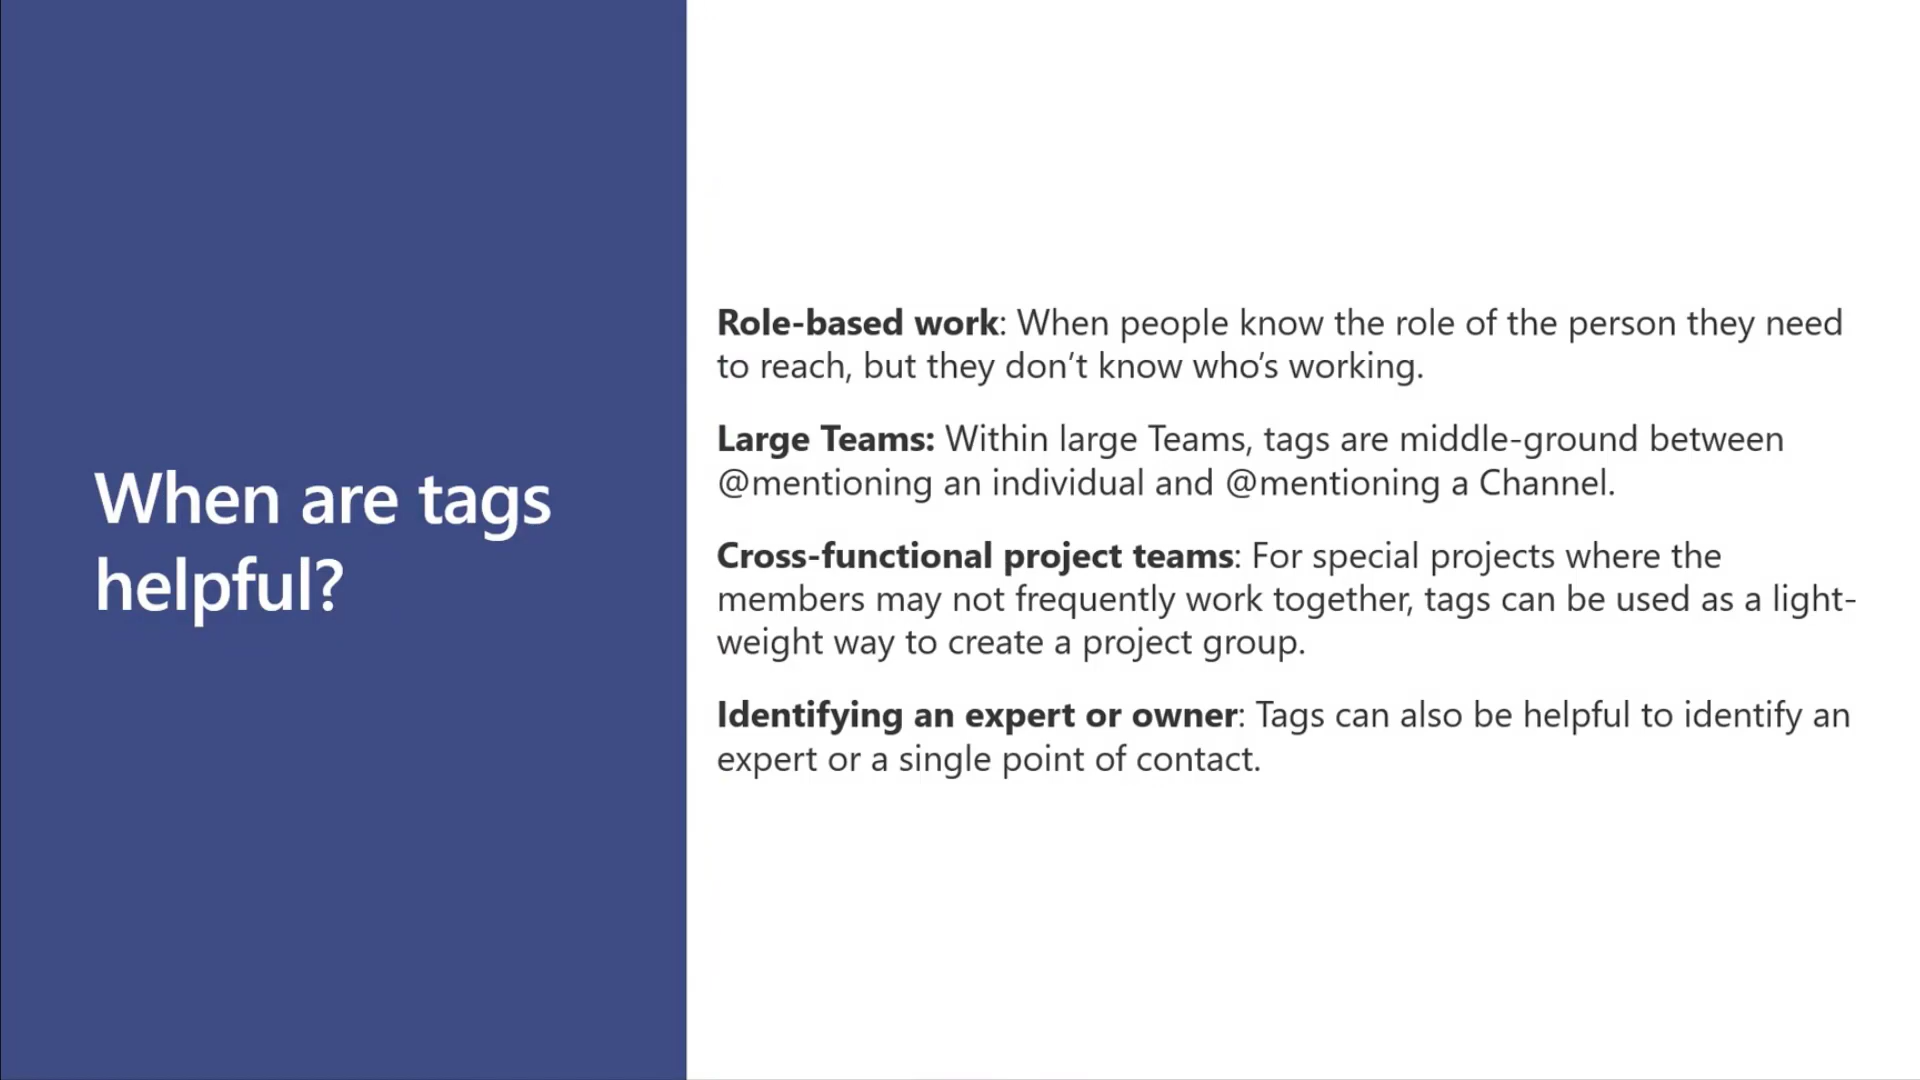 When are tags
helpful?
Role-based work: When people know the role of the person they need
to reach, but they don’t know who’s working.
Large Teams: Within large Teams, tags are middle-ground between
@mentioning an individual and @mentioning a Channel.
Cross-functional project teams: For special projects where the
members may not frequently work together, tags can be used as a light-
weight way to create a project group.
Identifying an expert or owner: Tags can also be helpful to identify an
expert or a single point of contact.